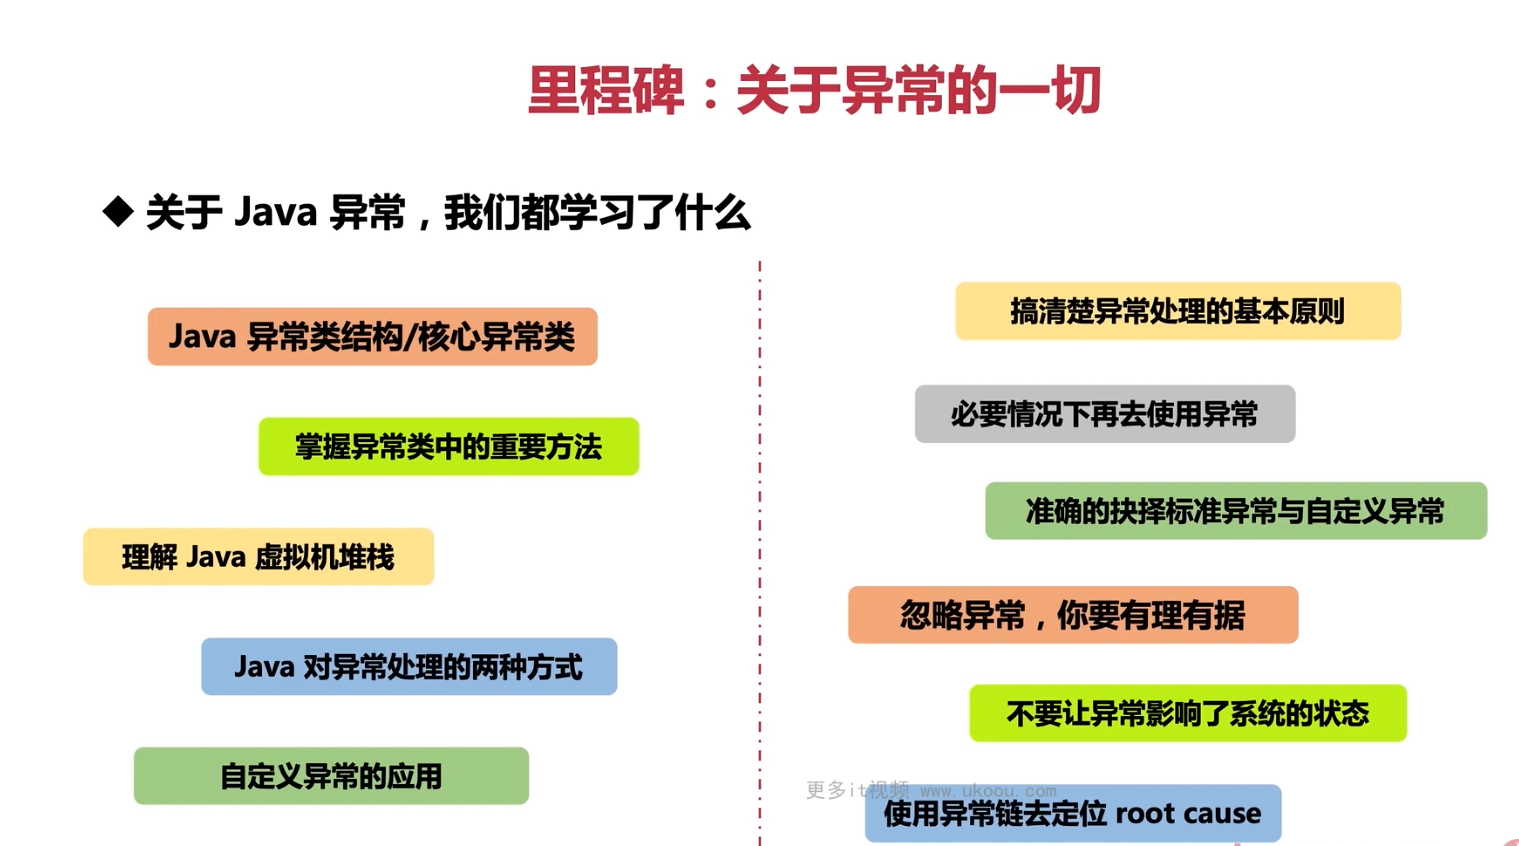 里程碑：关于异常的一切
◆ 关于 Java 异常，我们都学习了什么
Java 异常类结构/核心异常类
掌握异常类中的重要方法
理解 Java 虚拟机堆栈
Java 对异常处理的两种方式
自定义异常的应用
搞清楚异常处理的基本原则
必要情况下再去使用异常
准确的抉择标准异常与自定义异常
忽略异常，你要有理有据
不要让异常影响了系统的状态
更多it视频 www.ukoou.com
使用异常链去定位 root cause